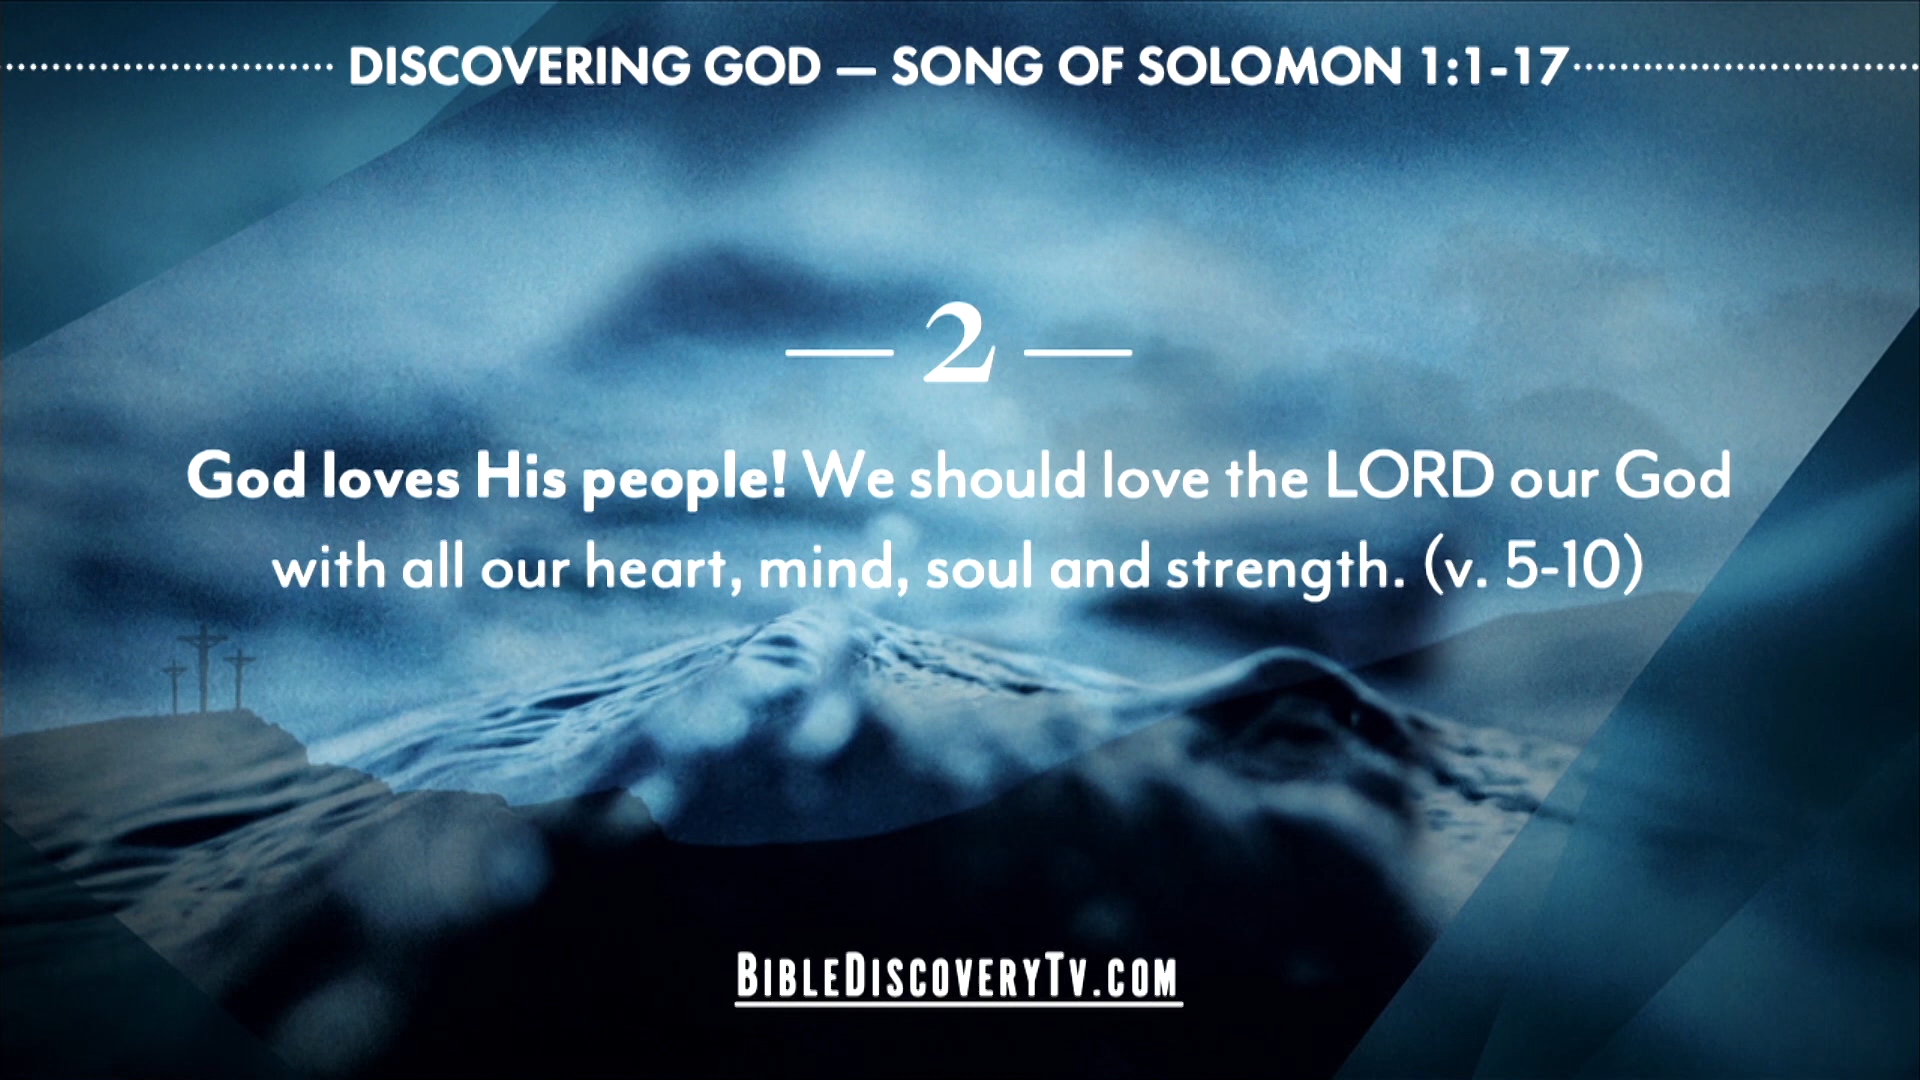 DISCOVERING GOD — SONG OF SOLOMON 1:1-17
— 2 —
God loves His people! We should love the LORD our God
with all our heart, mind, soul and strength. (v. 5-10)
BIBLEDISCOVERYTV.COM